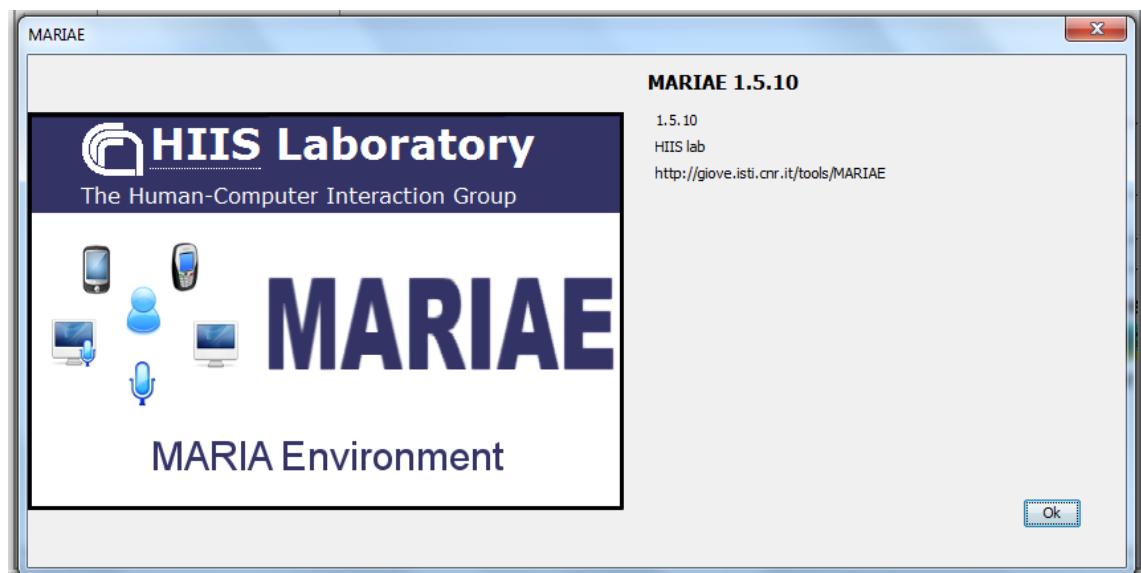 MARIAE
HIIS Laboratory
The Human-Computer Interaction Group
MARIAE
MARIA Environment
MARIAE 1.5.10
1.5.10
HIIS lab
http://giove.isti.cnr.it/tools/MARIAE
Ok